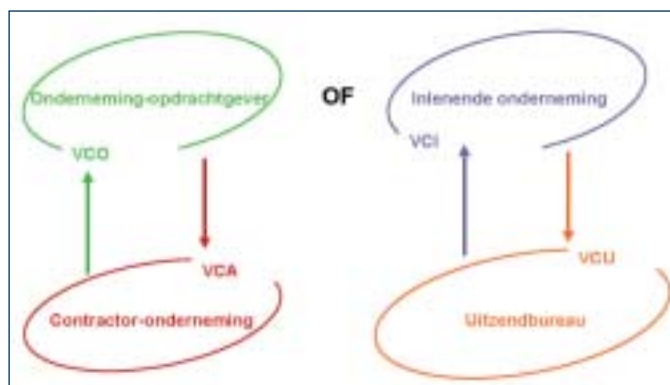 Onderneming-opdrachtgever
OF
Inlenende onderneming
VCO
VCI
VCA
VCU
Contractor-onderneming
Uitzendbureau